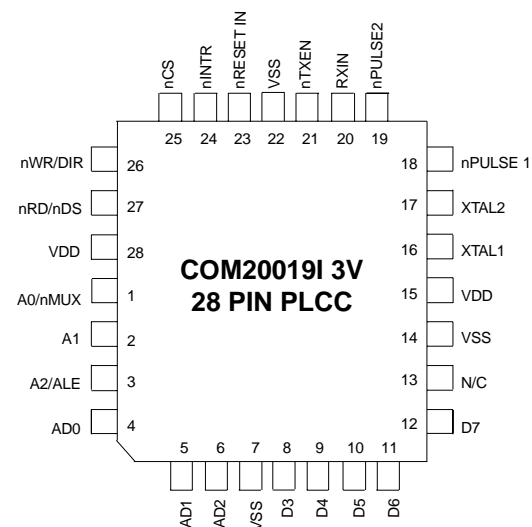 nCS
nINTR
nRESET IN
VSS
nTXEN
RXIN
nPULSE2
25 24 23 22 21 20 19
nWR/DIR 26
nRD/nDS 27
VDD 28
A0/nMUX 1
A1 2
A2/ALE 3
AD0 4
COM20019I 3V
28 PIN PLCC
18 nPULSE 1
17 XTAL2
16 XTAL1
15 VDD
14 VSS
13 N/C
12 D7
5 6 7 8 9 10 11
AD1
AD2
VSS
D3
D4
D5
D6